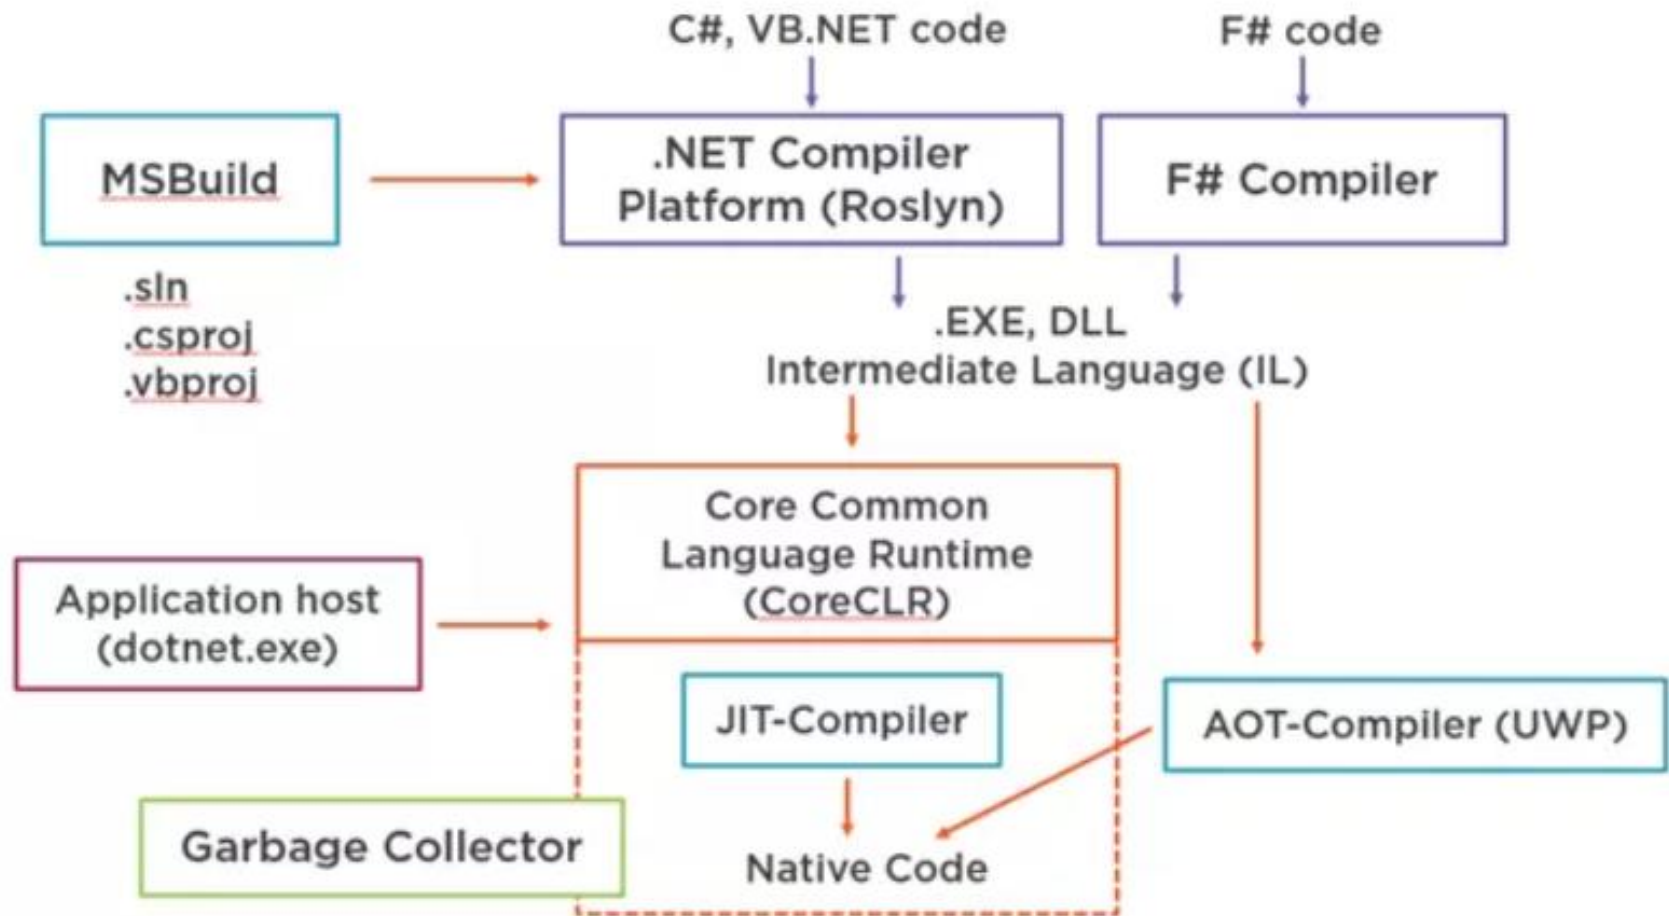 C#, VB.NET code
F# code
MSBuild
.NET Compiler
Platform (Roslyn)
F# Compiler
.sln
.csproj
.vbproj
.EXE, DLL
Intermediate Language (IL)
Core Common
Language Runtime
(CoreCLR)
Application host
(dotnet.exe)
JIT-Compiler
AOT-Compiler (UWP)
Garbage Collector
Native Code